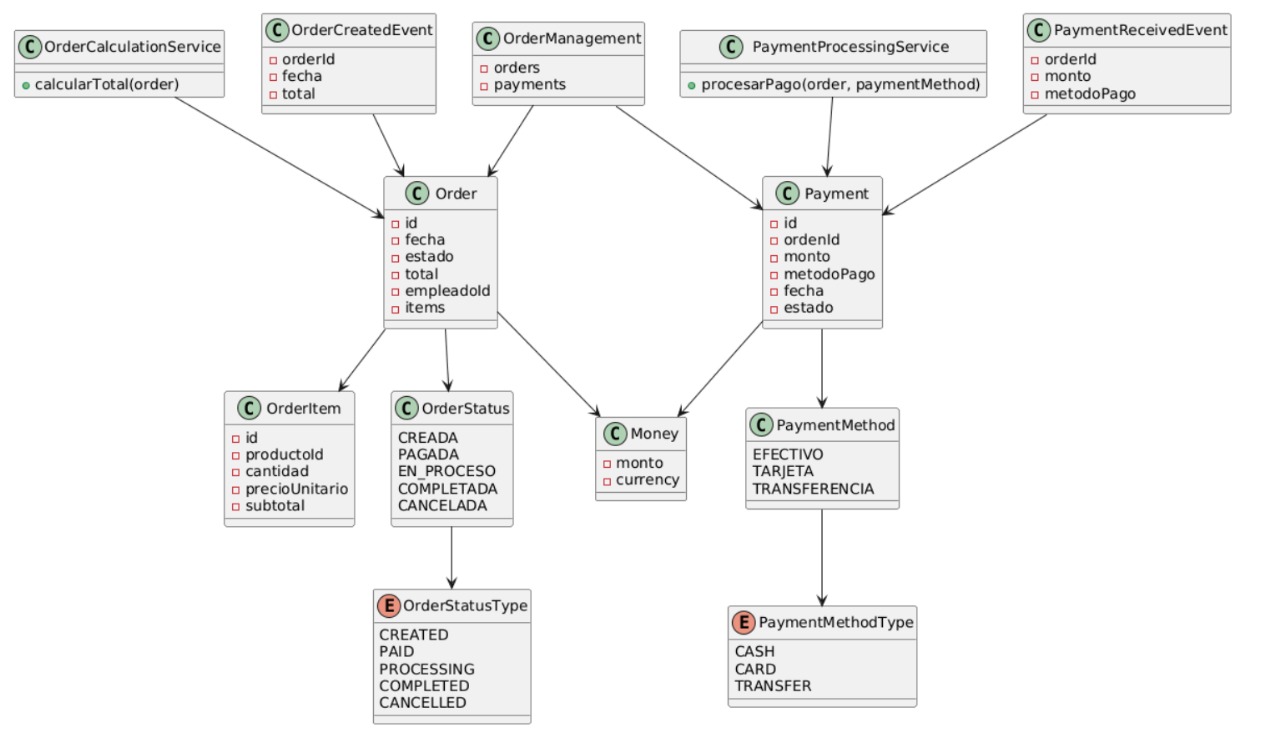 C OrderCalculationService
calcularTotal(order)
C OrderCreatedEvent
orderId
fecha
total
C OrderManagement
orders
payments
C PaymentProcessingService
procesarPago(order, paymentMethod)
C PaymentReceivedEvent
orderId
monto
metodoPago
C Order
id
fecha
estado
total
empleadoId
items
C Payment
id
ordenId
monto
metodoPago
fecha
estado
C OrderItem
id
productoId
cantidad
precioUnitario
subtotal
C OrderStatus
CREADA
PAGADA
EN_PROCESO
COMPLETADA
CANCELADA
C Money
monto
currency
C PaymentMethod
EFECTIVO
TARJETA
TRANSFERENCIA
E OrderStatusType
CREATED
PAID
PROCESSING
COMPLETED
CANCELLED
E PaymentMethodType
CASH
CARD
TRANSFER